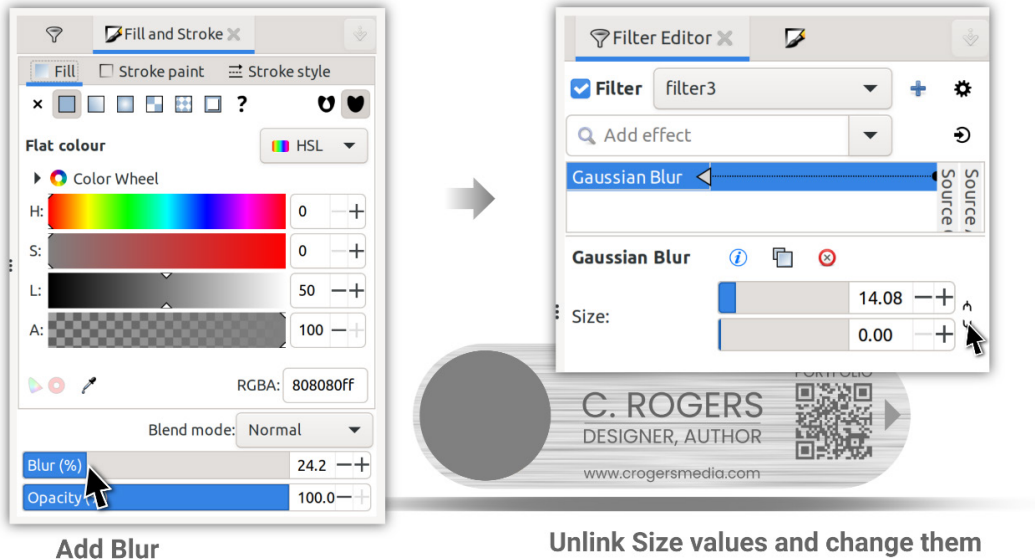 Fill and Stroke
Fill
Stroke paint
Stroke style
?
Flat colour
HSL
Color Wheel
H:
0
S:
0
L:
50
A:
100
RGBA:
808080ff
Blend mode:
Normal
Blur (%)
24.2
Opacity
100.0
Add Blur
Filter Editor
Filter
filter3
Add effect
Gaussian Blur
Source
Source
Gaussian Blur
Size:
14.08
0.00
PORTFOLIO
C. ROGERS
DESIGNER, AUTHOR
www.crogersmedia.com
Unlink Size values and change them